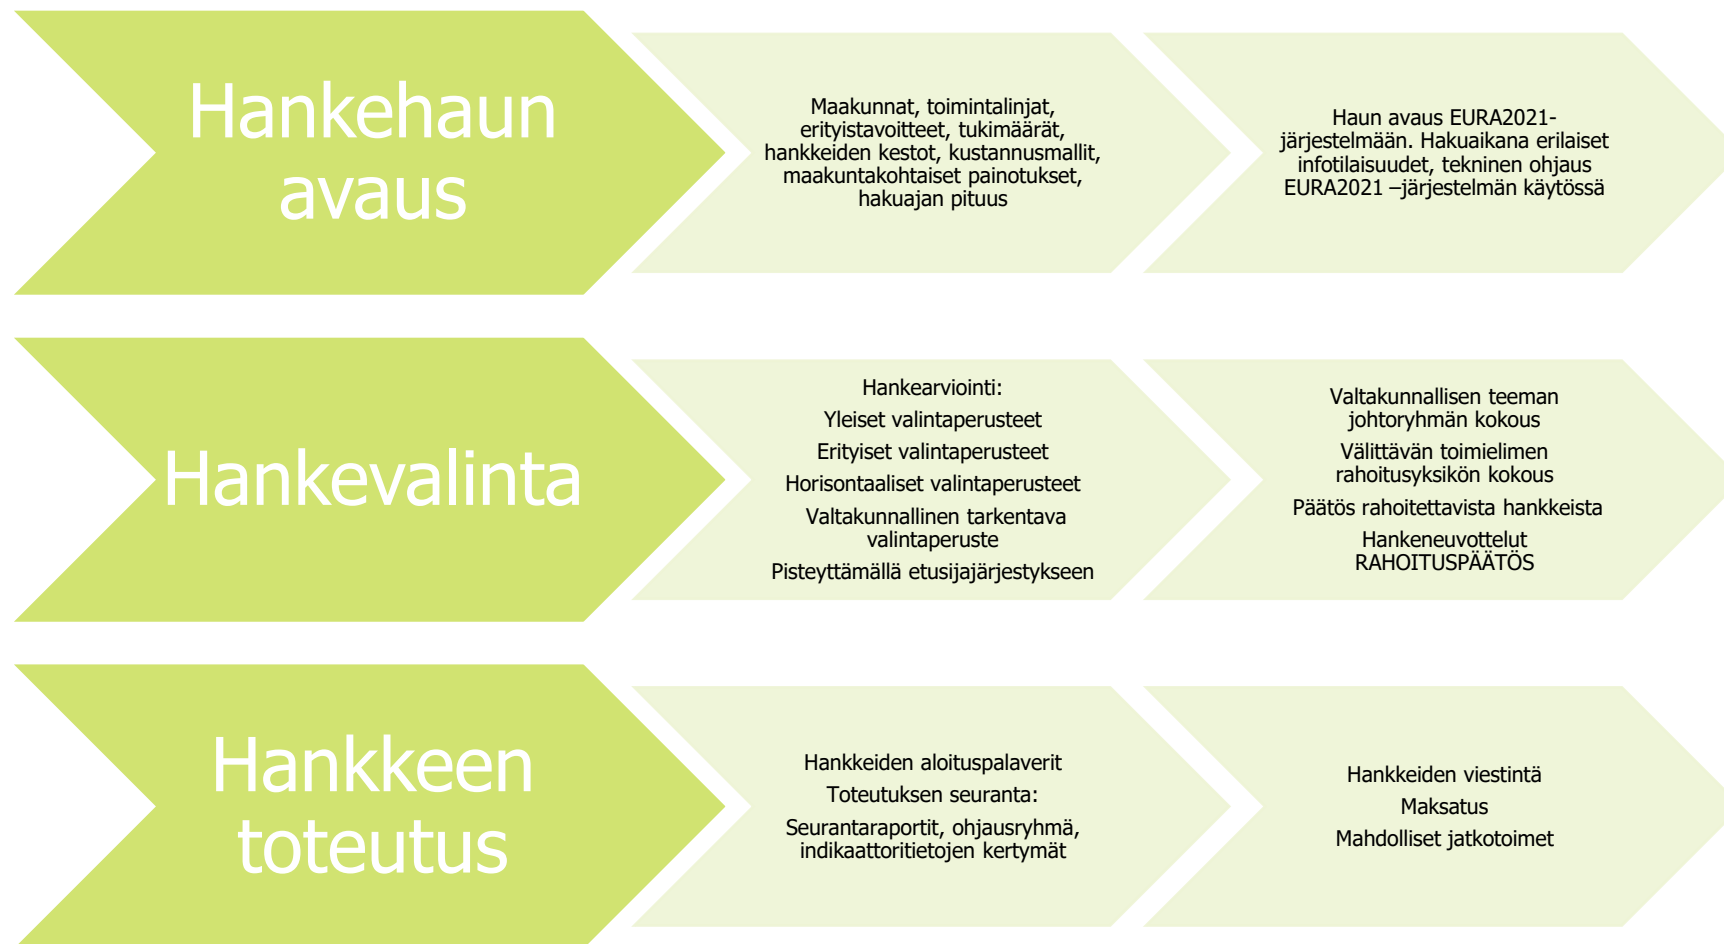 Hankehaun
avaus
Maakunnat, toimintalinjat,
erityistavoitteet, tukimäärät,
hankkeiden kestot, kustannusmallit,
maakuntakohtaiset painotukset,
hakuajan pituus
Haun avaus EURA2021-
järjestelmään. Hakuaikana erilaiset
infotilaisuudet, tekninen ohjaus
EURA2021 –järjestelmän käytössä
Hankevalinta
Hankearviointi:
Yleiset valintaperusteet
Erityiset valintaperusteet
Horisontaaliset valintaperusteet
Valtakunnallinen tarkentava
valintaperuste
Pisteyttämällä etusijajärjestykseen
Valtakunnallisen teeman
johtoryhmän kokous
Välittävän toimielimen
rahoitusyksikön kokous
Päätös rahoitettavista hankkeista
Hankeneuvottelut
RAHOITUSPÄÄTÖS
Hankkeen
toteutus
Hankkeiden aloituspalaverit
Toteutuksen seuranta:
Seurantaraportit, ohjausryhmä,
indikaattoritietojen kertymät
Hankkeiden viestintä
Maksatus
Mahdolliset jatkotoimet